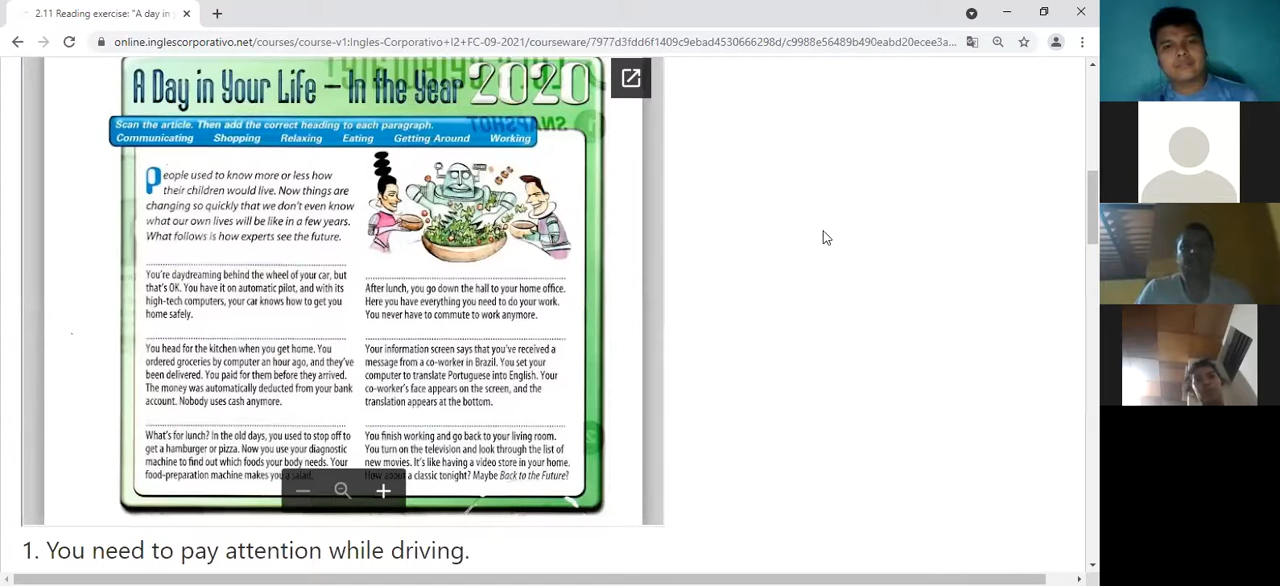 2.11 Reading exercise: "A day in y
online.inglescorporativo.net/courses/course-v1:Ingles-Corporativo+I2+FC-09-2021/courseware/7977d3fdd6f1409c9ebad4530666298d/c9988e56489b490eabd20ecee3a...
A Day in Your Life – In the Year 2020
SNAPSHOT
Scan the article. Then add the correct heading to each paragraph.
Communicating Shopping Relaxing Eating Getting Around Working
People used to know more or less how
their children would live. Now things are
changing so quickly that we don't even know
what our own lives will be like in a few years.
What follows is how experts see the future.
You're daydreaming behind the wheel of your car, but
that's OK. You have it on automatic pilot, and with its
high-tech computers, your car knows how to get you
home safely.
You head for the kitchen when you get home. You
ordered groceries by computer an hour ago, and they've
been delivered. You paid for them before they arrived.
The money was automatically deducted from your bank
account. Nobody uses cash anymore.
What's for lunch? In the old days, you used to stop off to
get a hamburger or pizza. Now you use your diagnostic
machine to find out which foods your body needs. Your
food-preparation machine makes you a salad.
After lunch, you go down the hall to your home office.
Here you have everything you need to do your work.
You never have to commute to work anymore.
Your information screen says that you've received a
message from a co-worker in Brazil. You set your
computer to translate Portuguese into English. Your
co-worker's face appears on the screen, and the
translation appears at the bottom.
You finish working and go back to your living room.
You turn on the television and look through the list of
new movies. It's like having a video store in your home.
How about a classic tonight? Maybe Back to the Future?
1. You need to pay attention while driving.